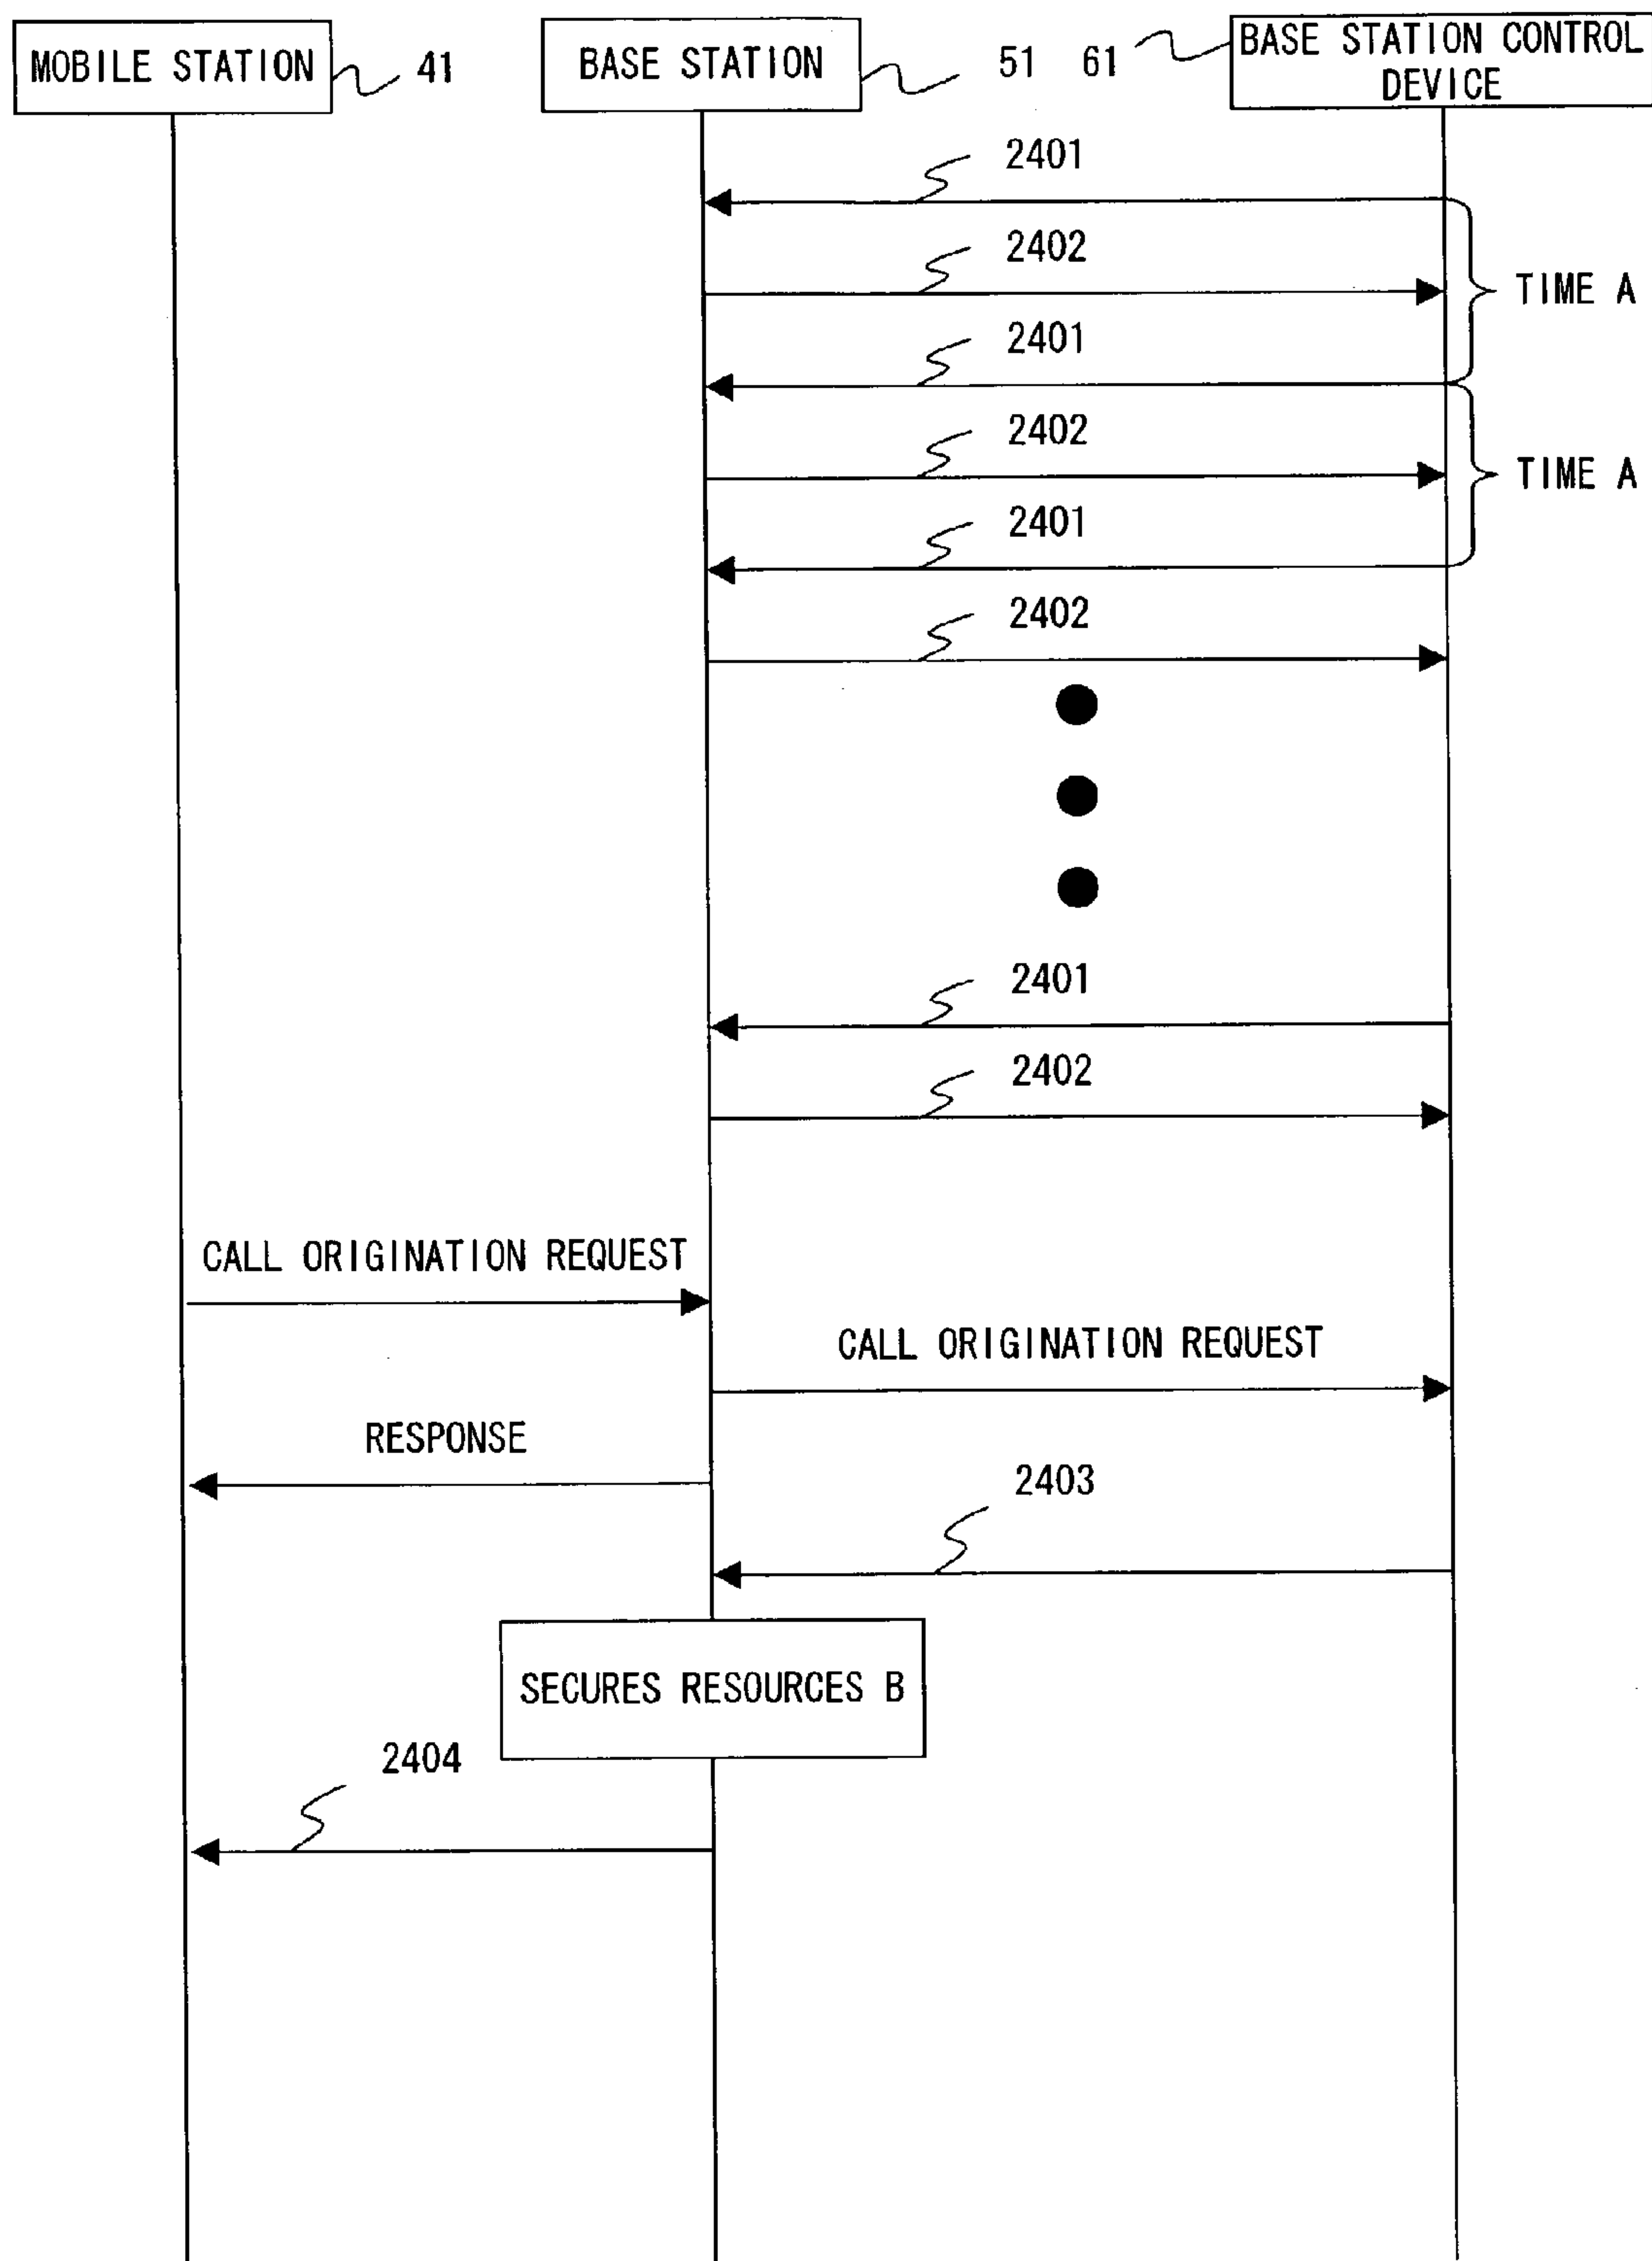 MOBILE STATION
41
BASE STATION
51
61
BASE STATION CONTROL
DEVICE
2401
2402
TIME A
2401
2402
TIME A
2401
2402
2401
2402
CALL ORIGINATION REQUEST
CALL ORIGINATION REQUEST
RESPONSE
2403
SECURES RESOURCES B
2404